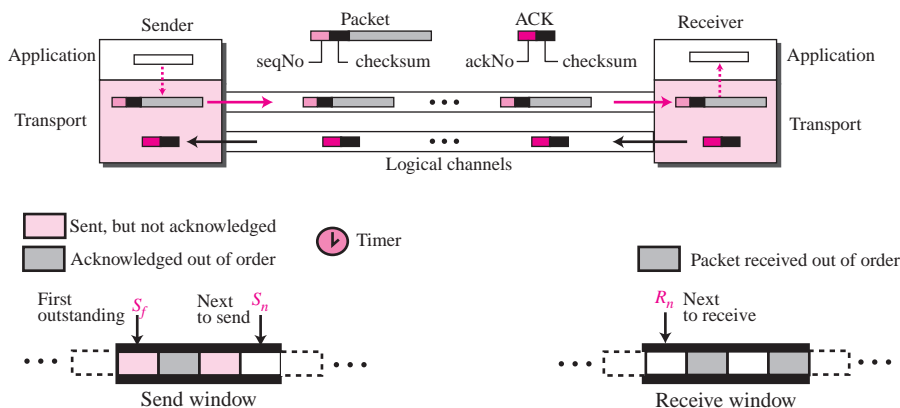 Sender
Packet
ACK
Receiver
Application
seqNo
checksum
ackNo
checksum
Application
Transport
Transport
Logical channels
Sent, but not acknowledged
Acknowledged out of order
Timer
Packet received out of order
First
outstanding
Sf
Next
to send
Sn
Rn
Next
to receive
Send window
Receive window